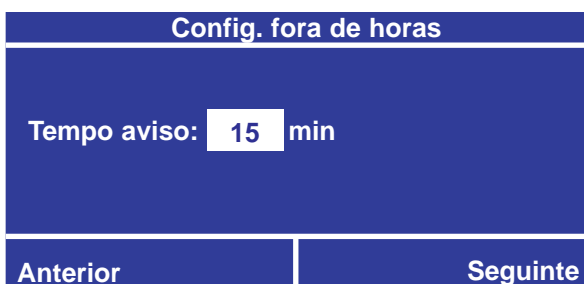 Config. fora de horas
Tempo aviso: 15 min
Anterior Seguinte